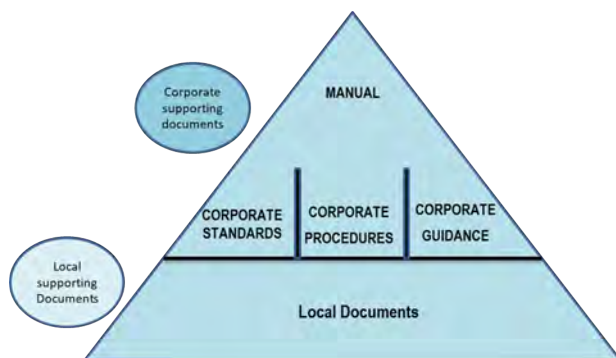 Corporate
supporting
documents
MANUAL
CORPORATE
STANDARDS
CORPORATE
PROCEDURES
CORPORATE
GUIDANCE
Local
supporting
Documents
Local Documents